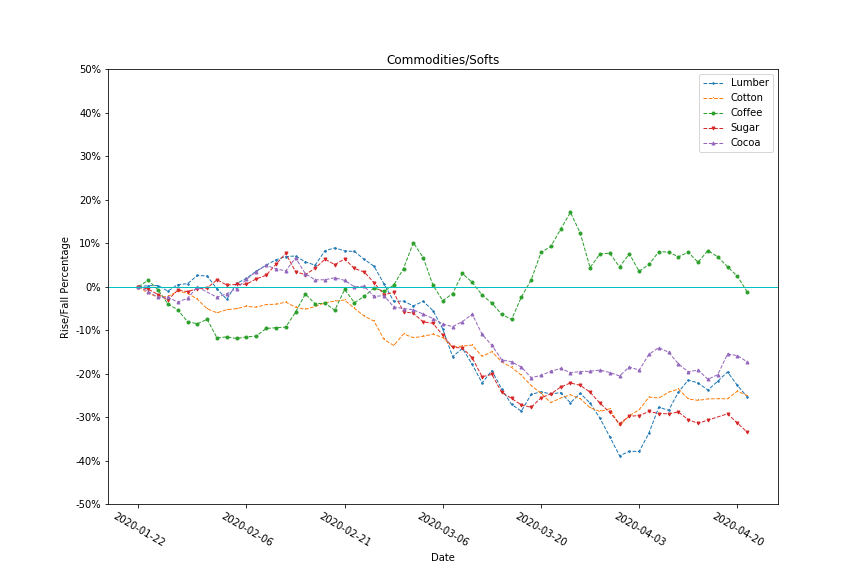 Commodities/Softs
50%
40%
30%
20%
10%
0%
-10%
-20%
-30%
-40%
-50%
Rise/Fall Percentage
Lumber
Cotton
Coffee
Sugar
Cocoa
2020-01-22
2020-02-06
2020-02-21
2020-03-06
2020-03-20
2020-04-03
2020-04-20
Date